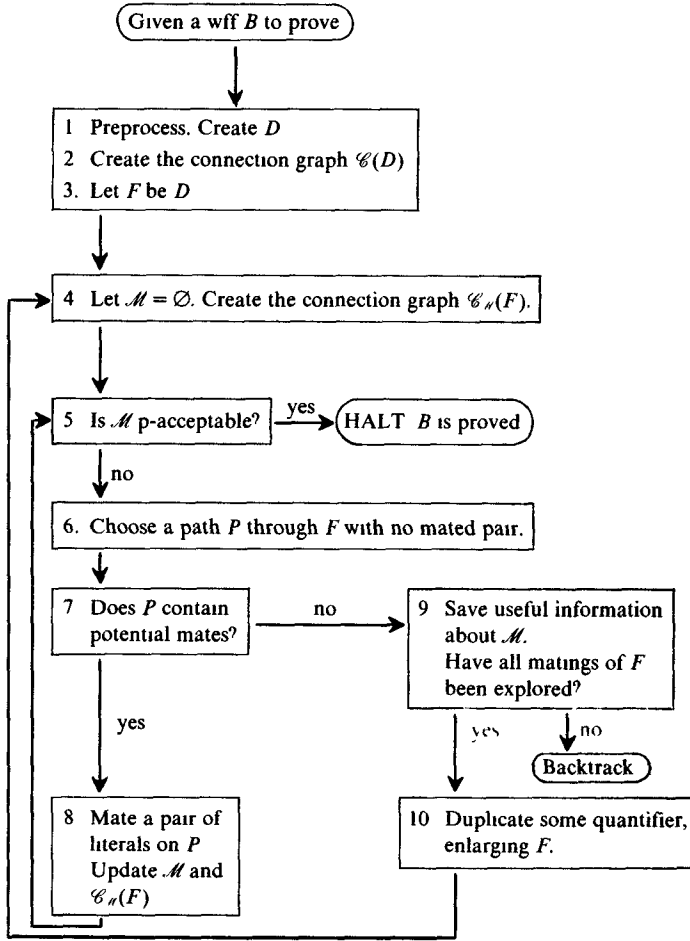 Given a wff B to prove
1 Preprocess. Create D
2 Create the connection graph 𝒞(D)
3. Let F be D
4 Let ℳ = ∅. Create the connection graph 𝒞ℳ(F).
5 Is ℳ p-acceptable?
yes
HALT B is proved
no
6. Choose a path P through F with no mated pair.
7 Does P contain
potential mates?
no
9 Save useful information
about ℳ.
Have all matings of F
been explored?
yes
yes
no
Backtrack
8 Mate a pair of
literals on P
Update ℳ and
𝒞ℳ(F)
10 Duplicate some quantifier,
enlarging F.